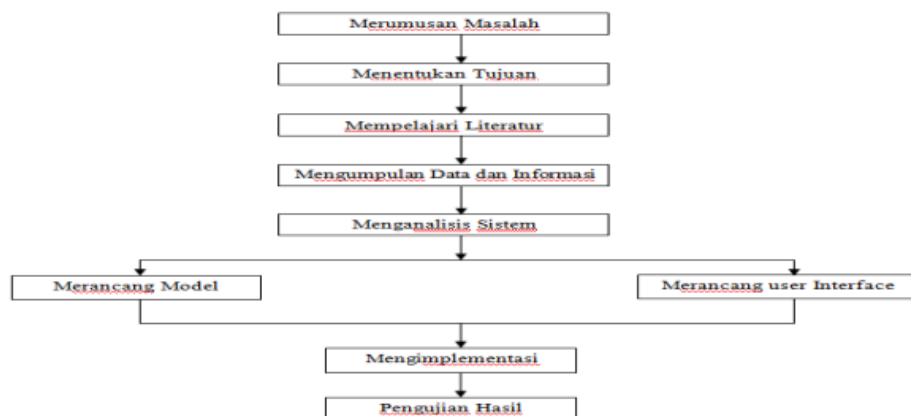 Merumusan Masalah
Menentukan Tujuan
Mempelajari Literatur
Mengumpulan Data dan Informasi
Menganalisis Sistem
Merancang Model
Merancang user Interface
Mengimplementasi
Pengujian Hasil